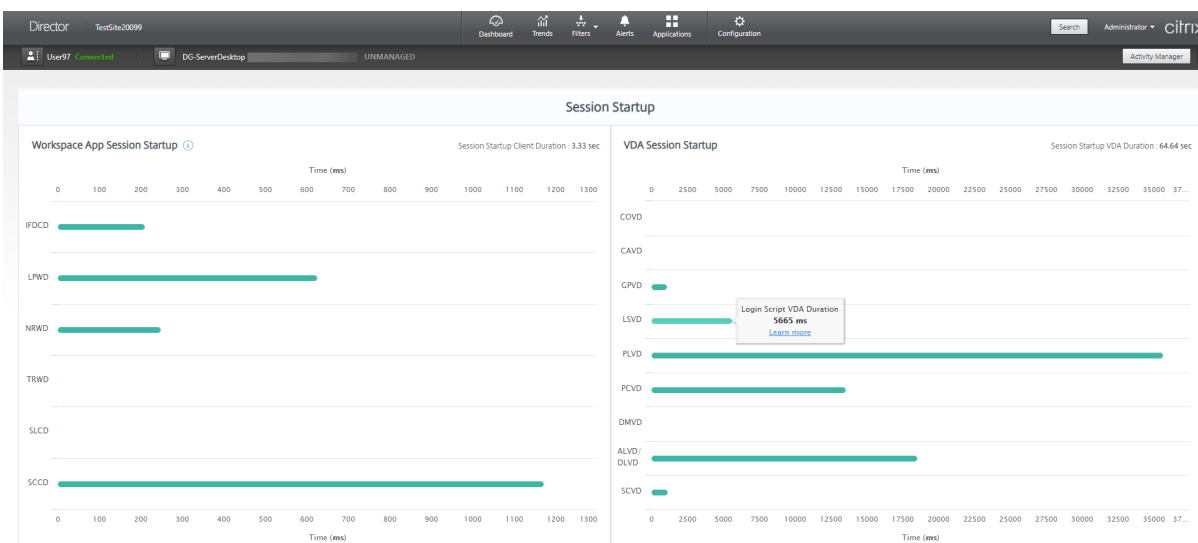 Director TestSite20099 Dashboard Trends Filters Alerts Applications Configuration Search Administrator citrix
User97 Connected DG-ServerDesktop UNMANAGED Activity Manager
Session Startup
Workspace App Session Startup Session Startup Client Duration : 3.33 sec
Time (ms)
0 100 200 300 400 500 600 700 800 900 1000 1100 1200 1300
IFDCD
LPWD
NRWD
TRWD
SLCD
SCCD
0 100 200 300 400 500 600 700 800 900 1000 1100 1200 1300
Time (ms)
VDA Session Startup Session Startup VDA Duration : 64.64 sec
Time (ms)
0 2500 5000 7500 10000 12500 15000 17500 20000 22500 25000 27500 30000 32500 35000 37...
COVD
CAVD
GPVD
LSVD
Login Script VDA Duration
5665 ms
Learn more
PLVD
PCVD
DMVD
ALVD/
DLVD
SCVD
0 2500 5000 7500 10000 12500 15000 17500 20000 22500 25000 27500 30000 32500 35000 37...
Time (ms)